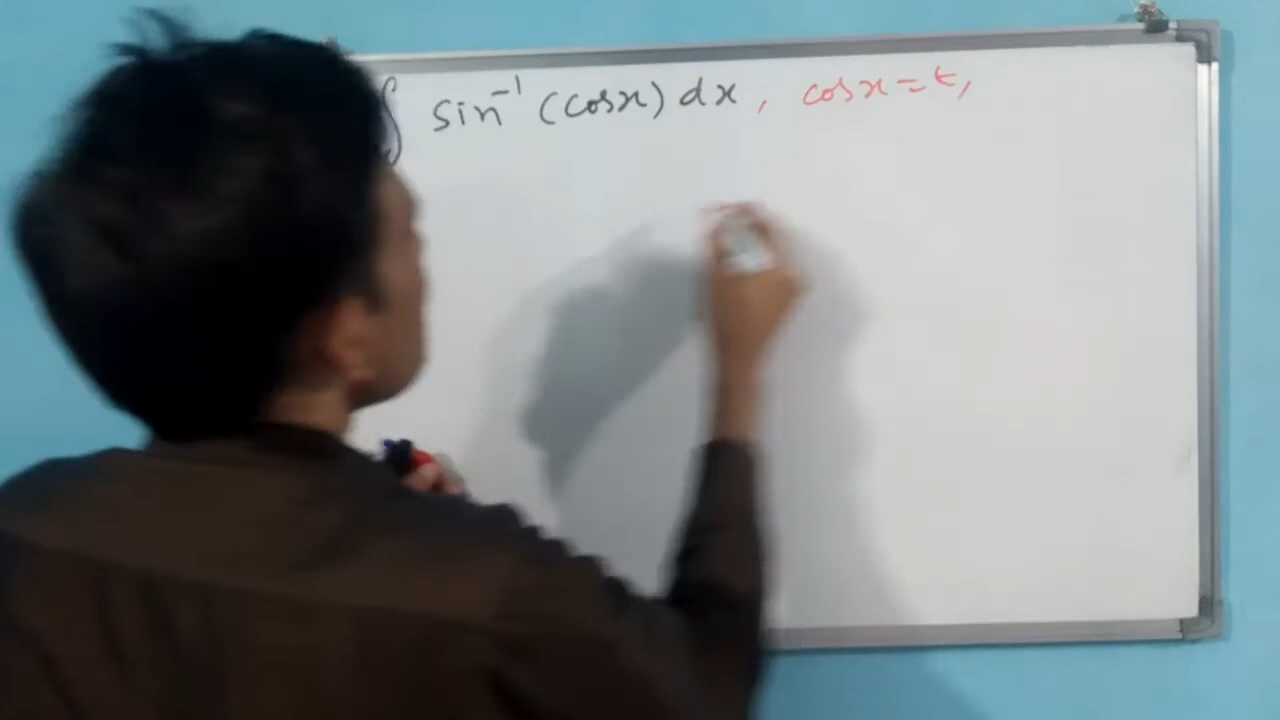 ∫ sin⁻¹ (cosx) dx, cosx = t,